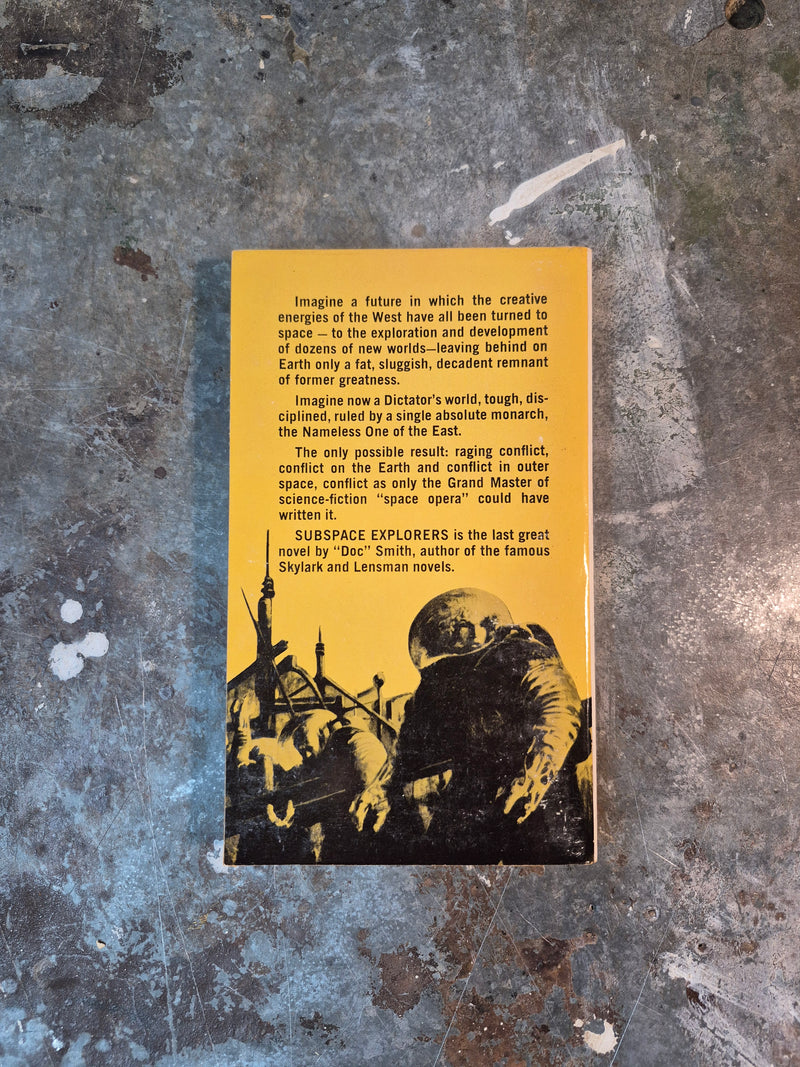 Imagine a future in which the creative
energies of the West have all been turned to
space — to the exploration and development
of dozens of new worlds—leaving behind on
Earth only a fat, sluggish, decadent remnant
of former greatness.
Imagine now a Dictator's world, tough, dis-
ciplined, ruled by a single absolute monarch,
the Nameless One of the East.
The only possible result: raging conflict,
conflict on the Earth and conflict in outer
space, conflict as only the Grand Master of
science-fiction "space opera" could have
written it.
SUBSPACE EXPLORERS is the last great
novel by "Doc" Smith, author of the famous
Skylark and Lensman novels.